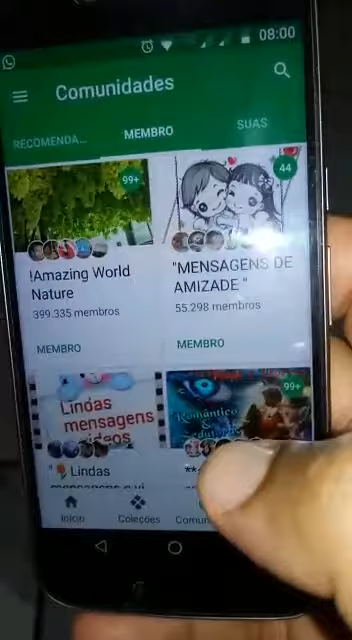 08:00
Comunidades
RECOMENDA...
MEMBRO
SUAS
99+
44
!Amazing World
Nature
399.335 membros
MEMBRO
"MENSAGENS DE
AMIZADE "
55.298 membros
MEMBRO
Lindas
mensagens
99+
Romântico
"🌹Lindas
Início
Coleções